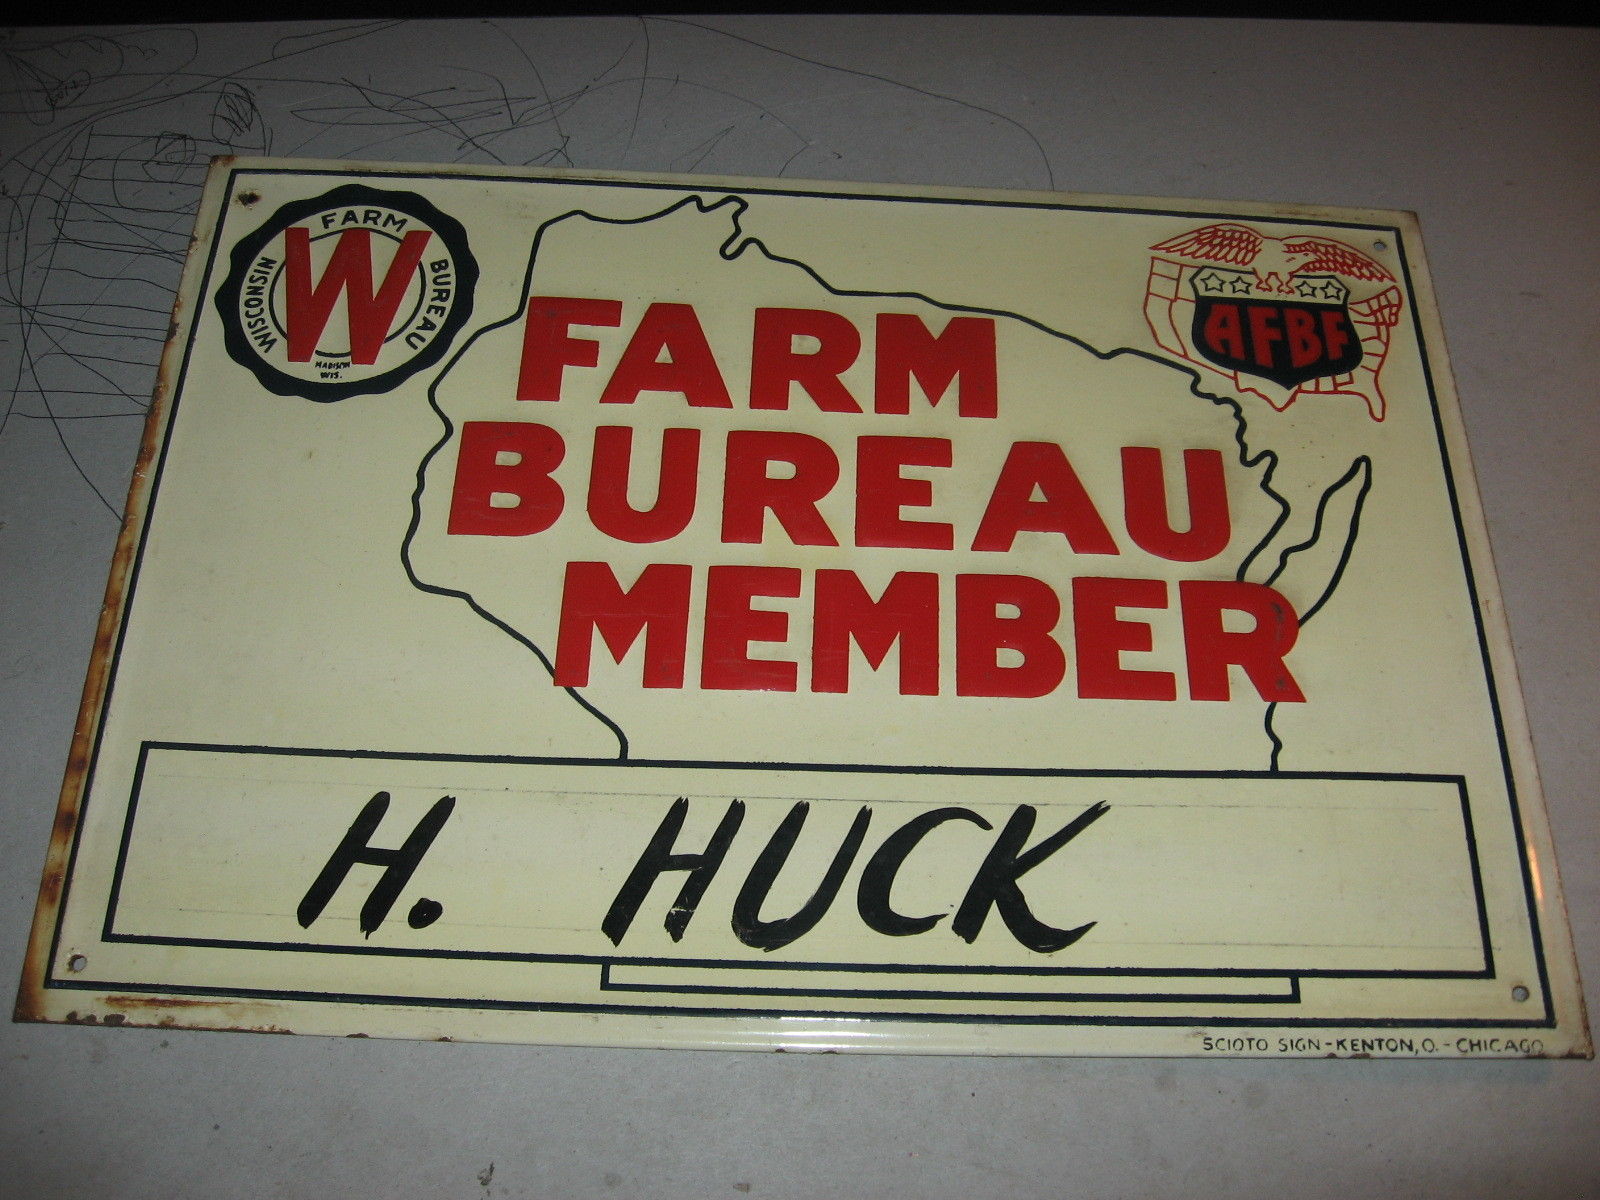 FARM
WISCONSIN W BUREAU
MADISON
WIS.
AFBF
FARM
BUREAU
MEMBER
H. HUCK
SCIOTO SIGN-KENTON, O.-CHICAGO